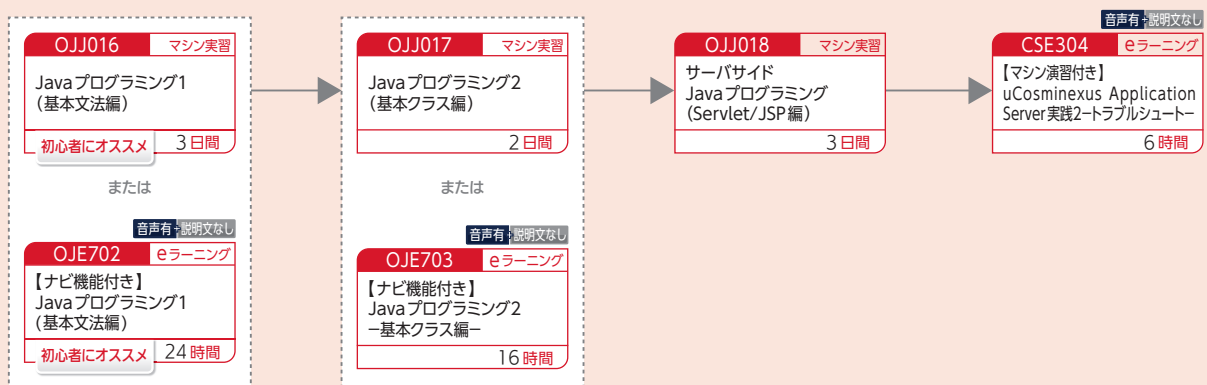 OJJ016 マシン実習
Javaプログラミング1
(基本文法編)
初心者にオススメ 3日間
または
音声有+説明文なし
OJE702 eラーニング
【ナビ機能付き】
Javaプログラミング1
(基本文法編)
初心者にオススメ 24時間
OJJ017 マシン実習
Javaプログラミング2
(基本クラス編)
2日間
または
音声有+説明文なし
OJE703 eラーニング
【ナビ機能付き】
Javaプログラミング2
−基本クラス編−
16時間
OJJ018 マシン実習
サーバサイド
Javaプログラミング
(Servlet/JSP編)
3日間
音声有+説明文なし
CSE304 eラーニング
【マシン演習付き】
uCosminexus Application
Server実践2−トラブルシュート−
6時間